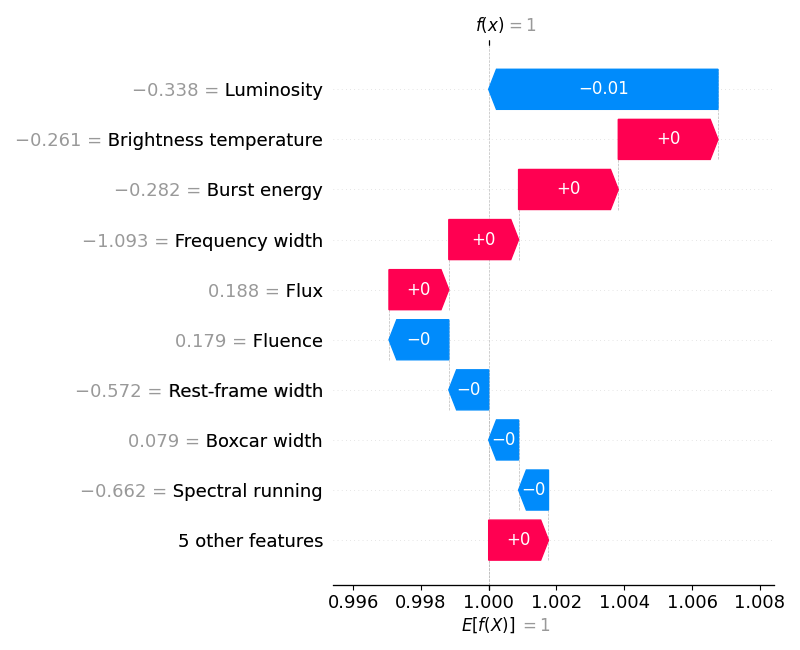 f(x) = 1
−0.338 = Luminosity
−0.01
−0.261 = Brightness temperature
+0
−0.282 = Burst energy
+0
−1.093 = Frequency width
+0
0.188 = Flux
+0
0.179 = Fluence
−0
−0.572 = Rest-frame width
−0
0.079 = Boxcar width
−0
−0.662 = Spectral running
−0
5 other features
+0
0.996 0.998 1.000 1.002 1.004 1.006 1.008
E[f(X)] = 1